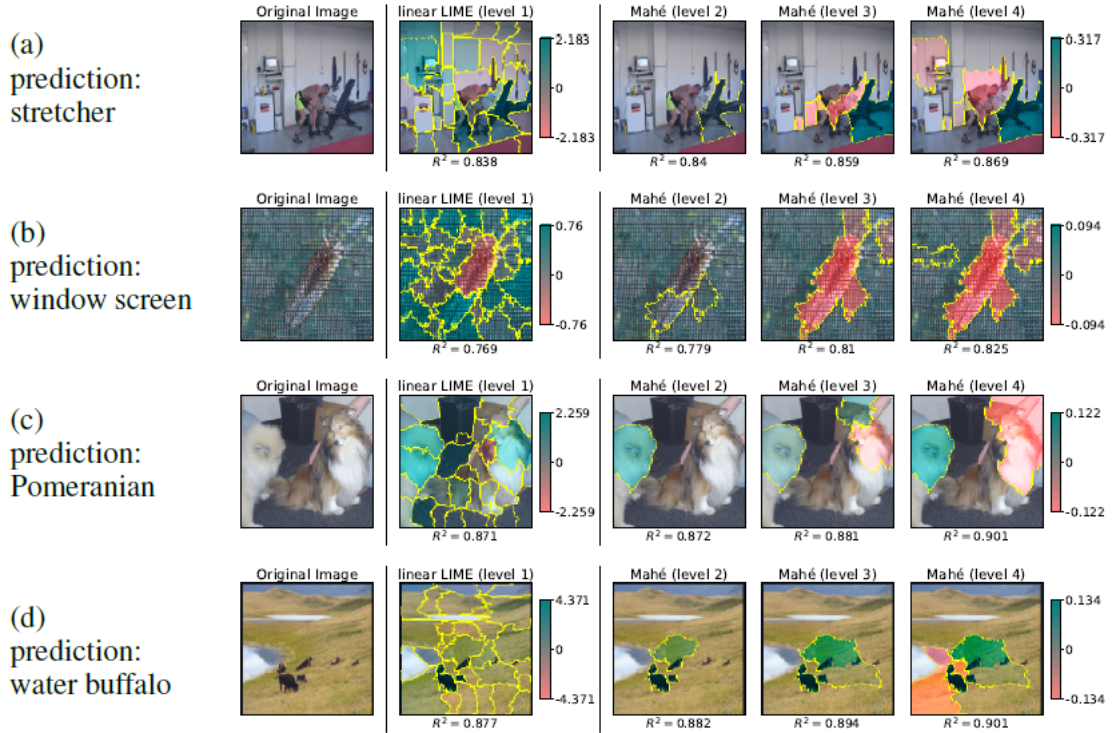 (a)
prediction:
stretcher
Original Image
linear LIME (level 1)
Mahé (level 2)
Mahé (level 3)
Mahé (level 4)
2.183
0
-2.183
0.317
0
-0.317
R² = 0.838
R² = 0.84
R² = 0.859
R² = 0.869
(b)
prediction:
window screen
Original Image
linear LIME (level 1)
Mahé (level 2)
Mahé (level 3)
Mahé (level 4)
0.76
0
-0.76
0.094
0
-0.094
R² = 0.769
R² = 0.779
R² = 0.81
R² = 0.825
(c)
prediction:
Pomeranian
Original Image
linear LIME (level 1)
Mahé (level 2)
Mahé (level 3)
Mahé (level 4)
2.259
0
-2.259
0.122
0
-0.122
R² = 0.871
R² = 0.872
R² = 0.881
R² = 0.901
(d)
prediction:
water buffalo
Original Image
linear LIME (level 1)
Mahé (level 2)
Mahé (level 3)
Mahé (level 4)
4.371
0
-4.371
0.134
0
-0.134
R² = 0.877
R² = 0.882
R² = 0.894
R² = 0.901